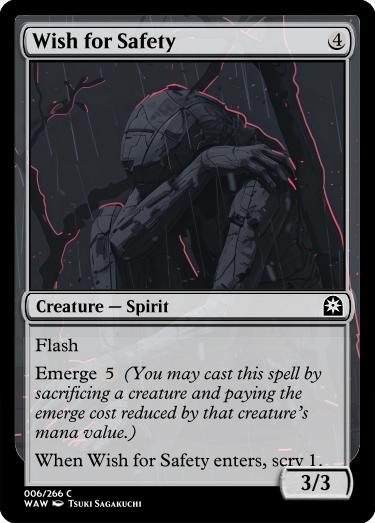 Wish for Safety 4
Creature — Spirit
Flash
Emerge 5 (You may cast this spell by
sacrificing a creature and paying the
emerge cost reduced by that creature's
mana value.)
When Wish for Safety enters, scry 1.
3/3
006/266 C
WAW Tsuki Sagakuchi